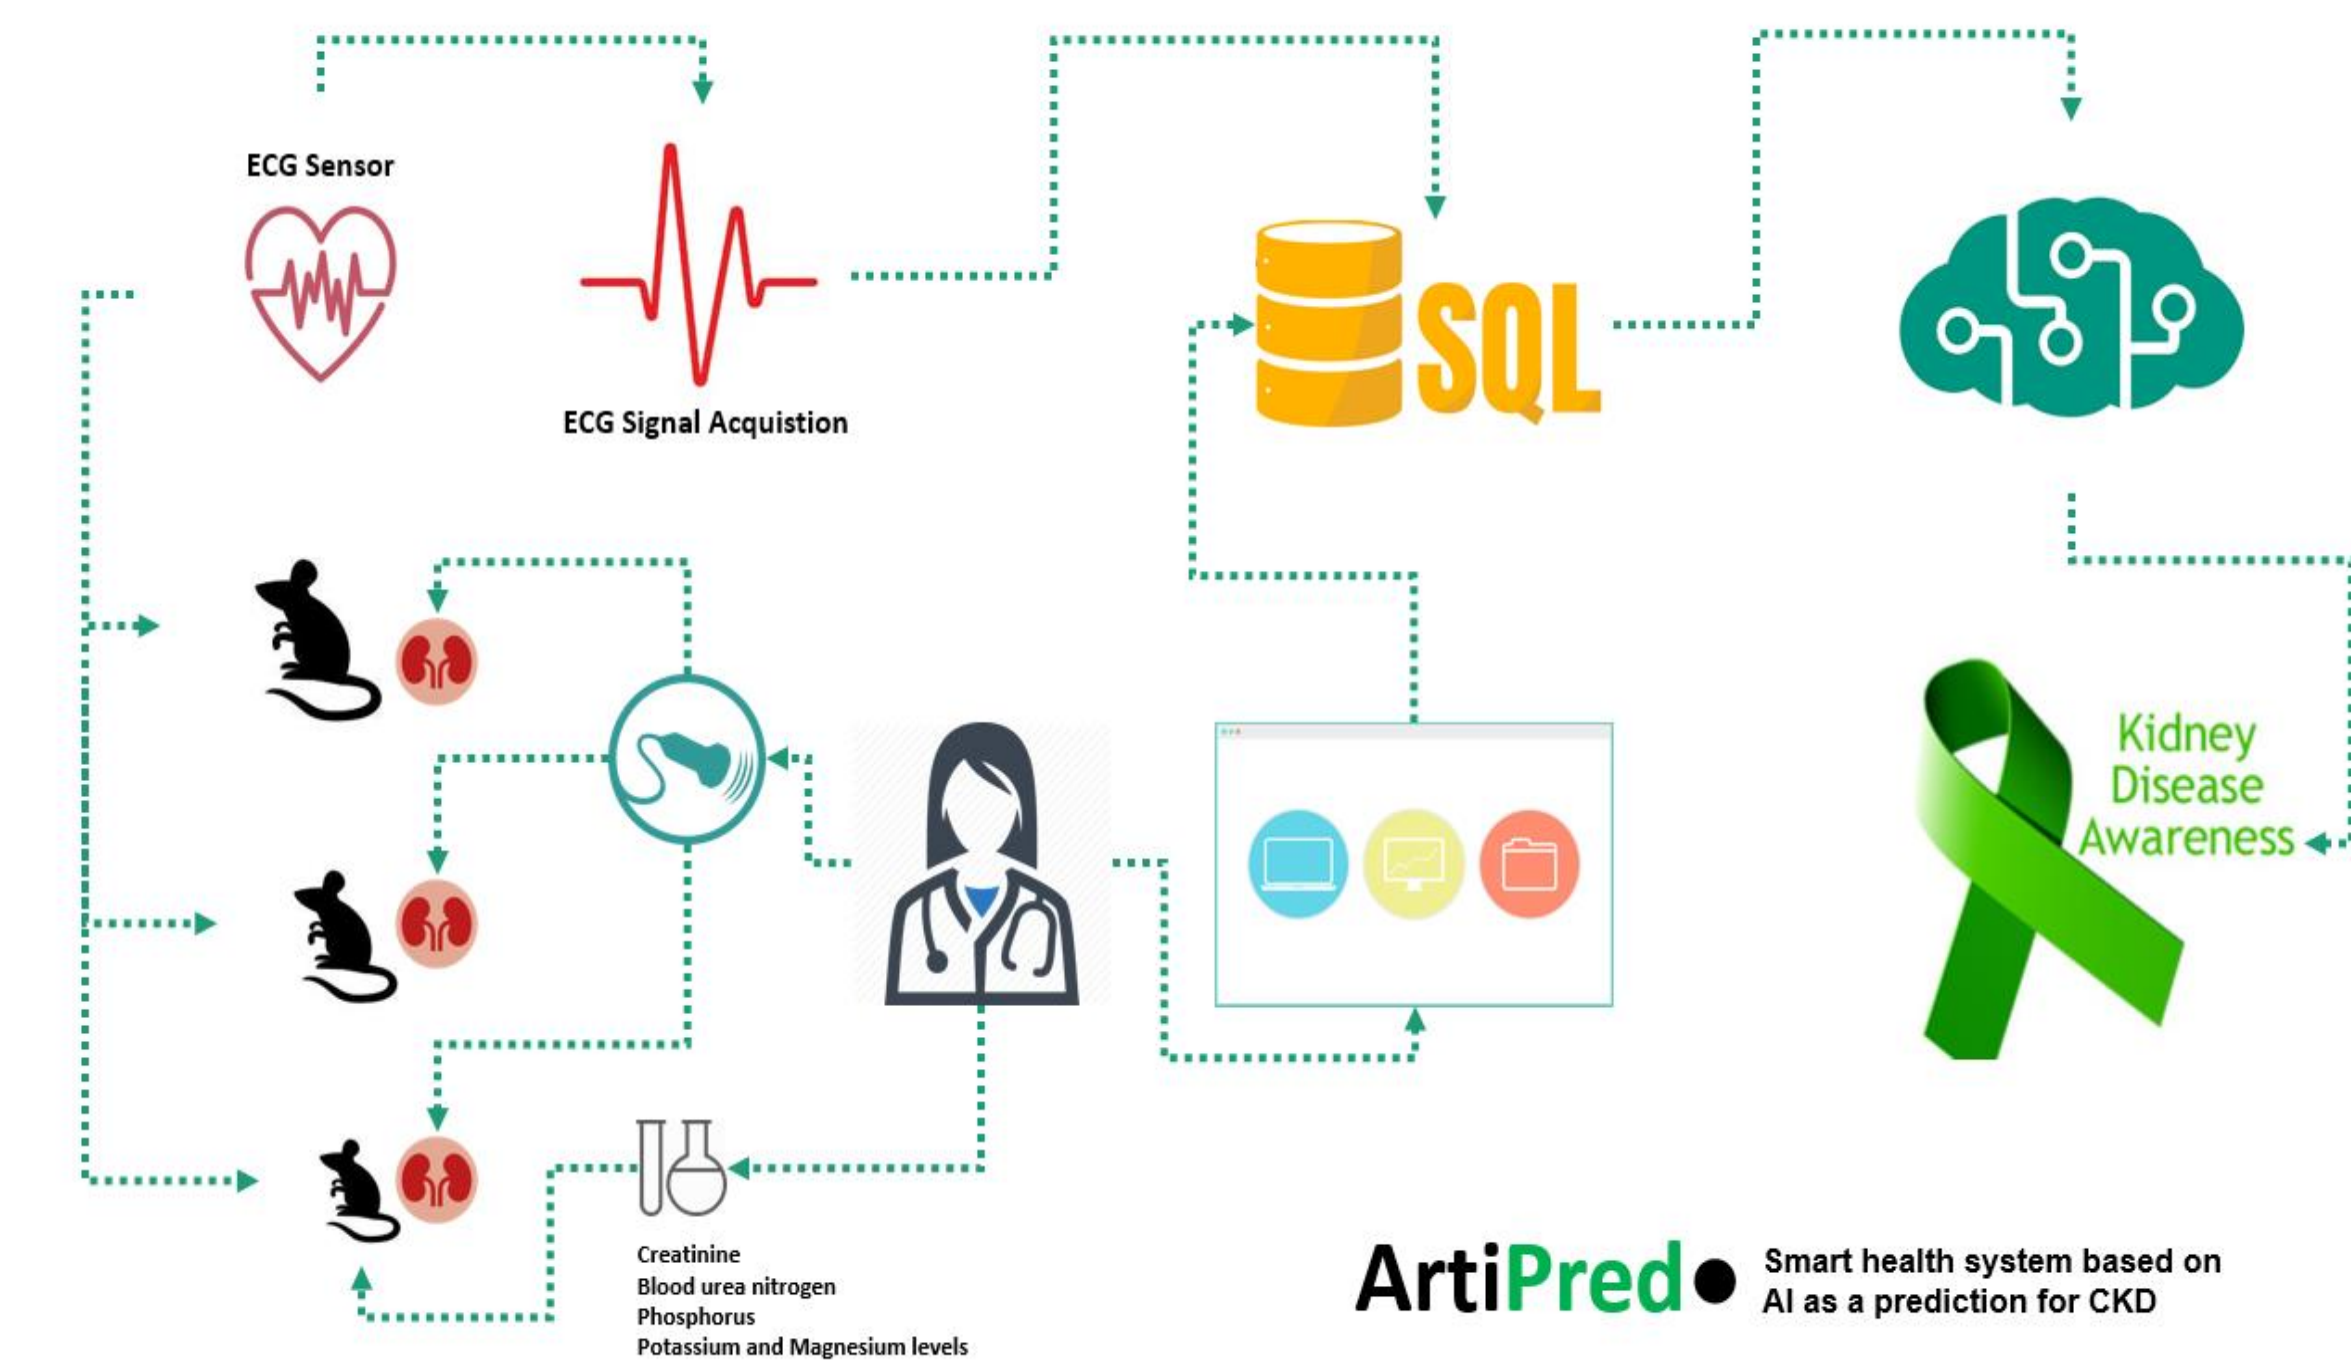 ECG Sensor
ECG Signal Acquistion
SQL
Kidney
Disease
Awareness
Creatinine
Blood urea nitrogen
Phosphorus
Potassium and Magnesium levels
ArtiPred
Smart health system based on
AI as a prediction for CKD